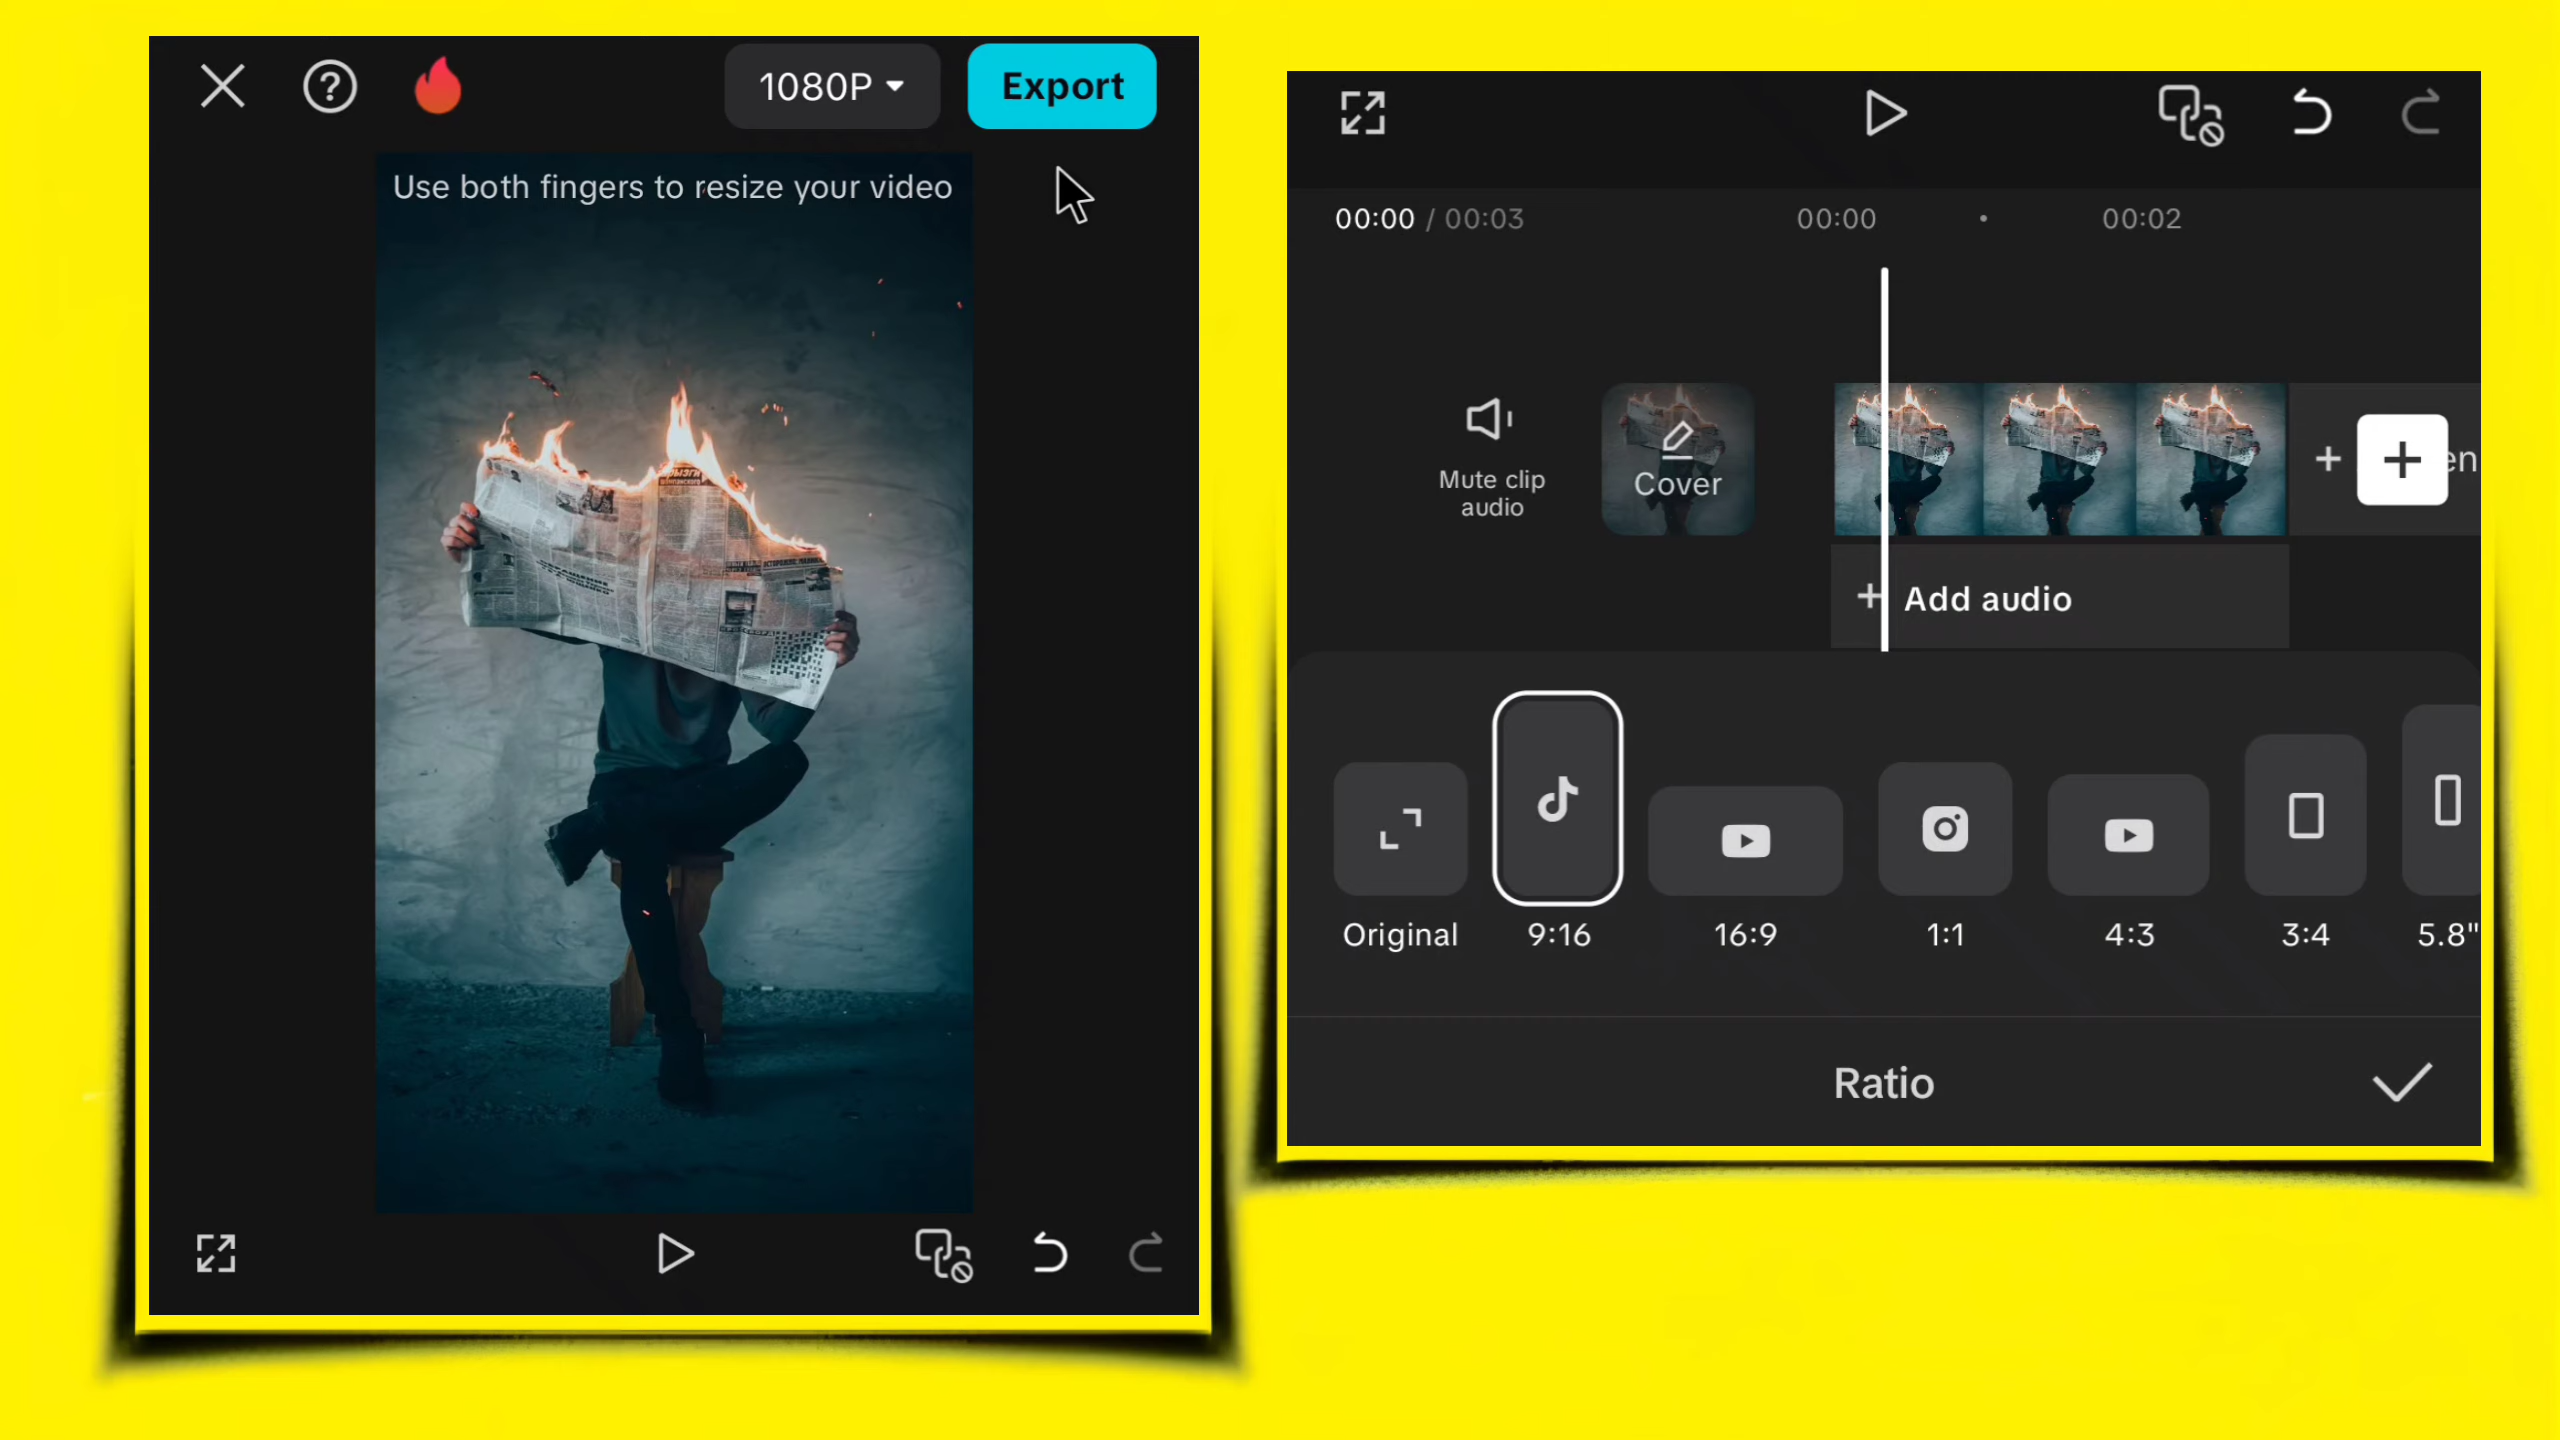 1080P
Export
Use both fingers to resize your video
00:00 / 00:03
00:00
00:02
Mute clip
audio
Cover
+
+
en
+ Add audio
Original
9:16
16:9
1:1
4:3
3:4
5.8"
Ratio